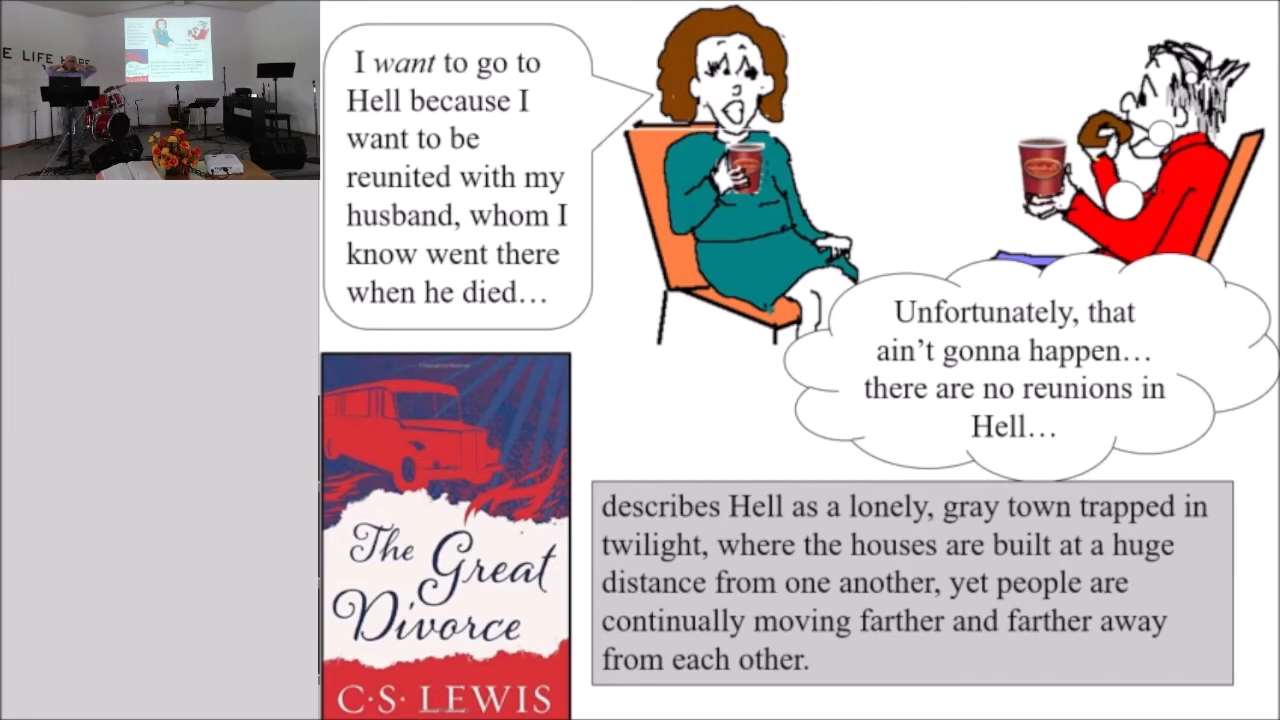 E LIFE
I want to go to
Hell because I
want to be
reunited with my
husband, whom I
know went there
when he died…
Unfortunately, that
ain’t gonna happen…
there are no reunions in
Hell…
The Great
Divorce
C·S· LEWIS
describes Hell as a lonely, gray town trapped in
twilight, where the houses are built at a huge
distance from one another, yet people are
continually moving farther and farther away
from each other.